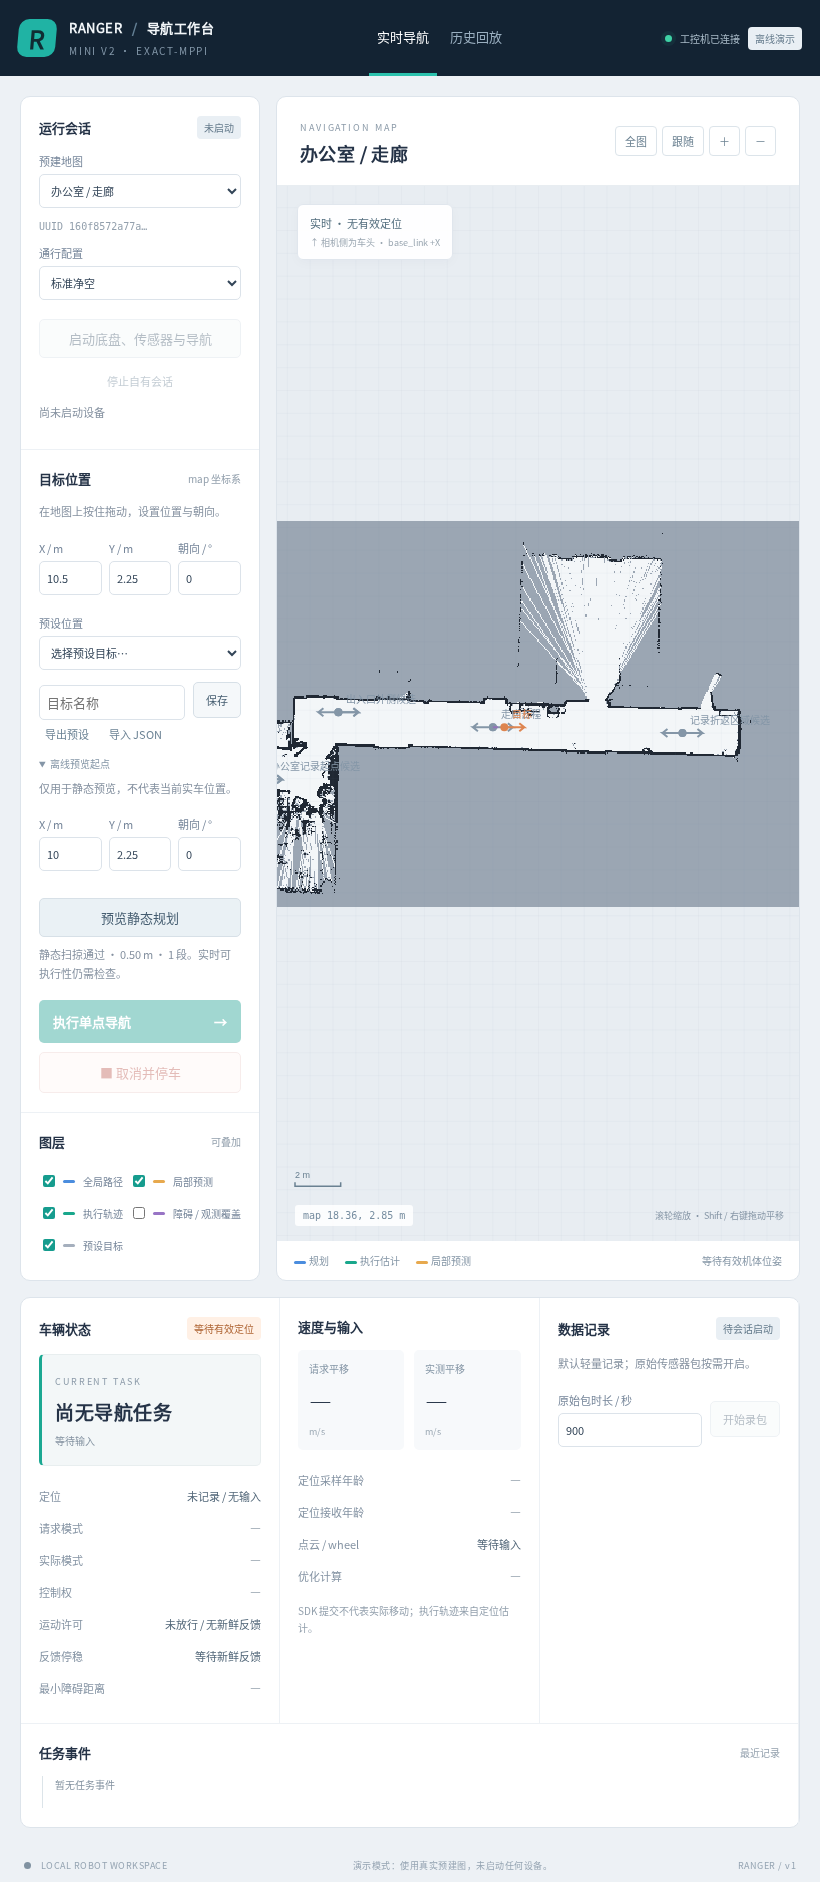 R
RANGER / 导航工作台
MINI V2 · EXACT-MPPI
实时导航
历史回放
工控机已连接
离线演示
运行会话
未启动
预建地图
办公室 / 走廊
UUID 160f8572a77a…
通行配置
标准净空
启动底盘、传感器与导航
停止自有会话
尚未启动设备
目标位置
map 坐标系
在地图上按住拖动，设置位置与朝向。
X / m
Y / m
朝向 / °
10.5
2.25
0
预设位置
选择预设目标…
目标名称
保存
导出预设
导入 JSON
▼ 离线预览起点
仅用于静态预览，不代表当前实车位置。
X / m
Y / m
朝向 / °
10
2.25
0
预览静态规划
静态扫掠通过 · 0.50 m · 1 段。实时可
执行性仍需检查。
执行单点导航 →
■ 取消并停车
图层
可叠加
全局路径
局部预测
执行轨迹
障碍 / 观测覆盖
预设目标
NAVIGATION MAP
办公室 / 走廊
全图
跟随
＋
－
实时 · 无有效定位
↑ 相机侧为车头 · base_link +X
记录折返区
公室记录起点候选
2 m
map 18.36, 2.85 m
滚轮缩放 · Shift / 右键拖动平移
规划
执行估计
局部预测
等待有效机体位姿
车辆状态
等待有效定位
CURRENT TASK
尚无导航任务
等待输入
定位
未记录 / 无输入
请求模式
—
实际模式
—
控制权
—
运动许可
未放行 / 无新鲜反馈
反馈停稳
等待新鲜反馈
最小障碍距离
—
速度与输入
请求平移
—
m/s
实测平移
—
m/s
定位采样年龄
—
定位接收年龄
—
点云 / wheel
等待输入
优化计算
—
SDK 提交不代表实际移动；执行轨迹来自定位估
计。
数据记录
待会话启动
默认轻量记录；原始传感器包按需开启。
原始包时长 / 秒
900
开始录包
任务事件
最近记录
暂无任务事件
LOCAL ROBOT WORKSPACE
演示模式：使用真实预建图，未启动任何设备。
RANGER / v1